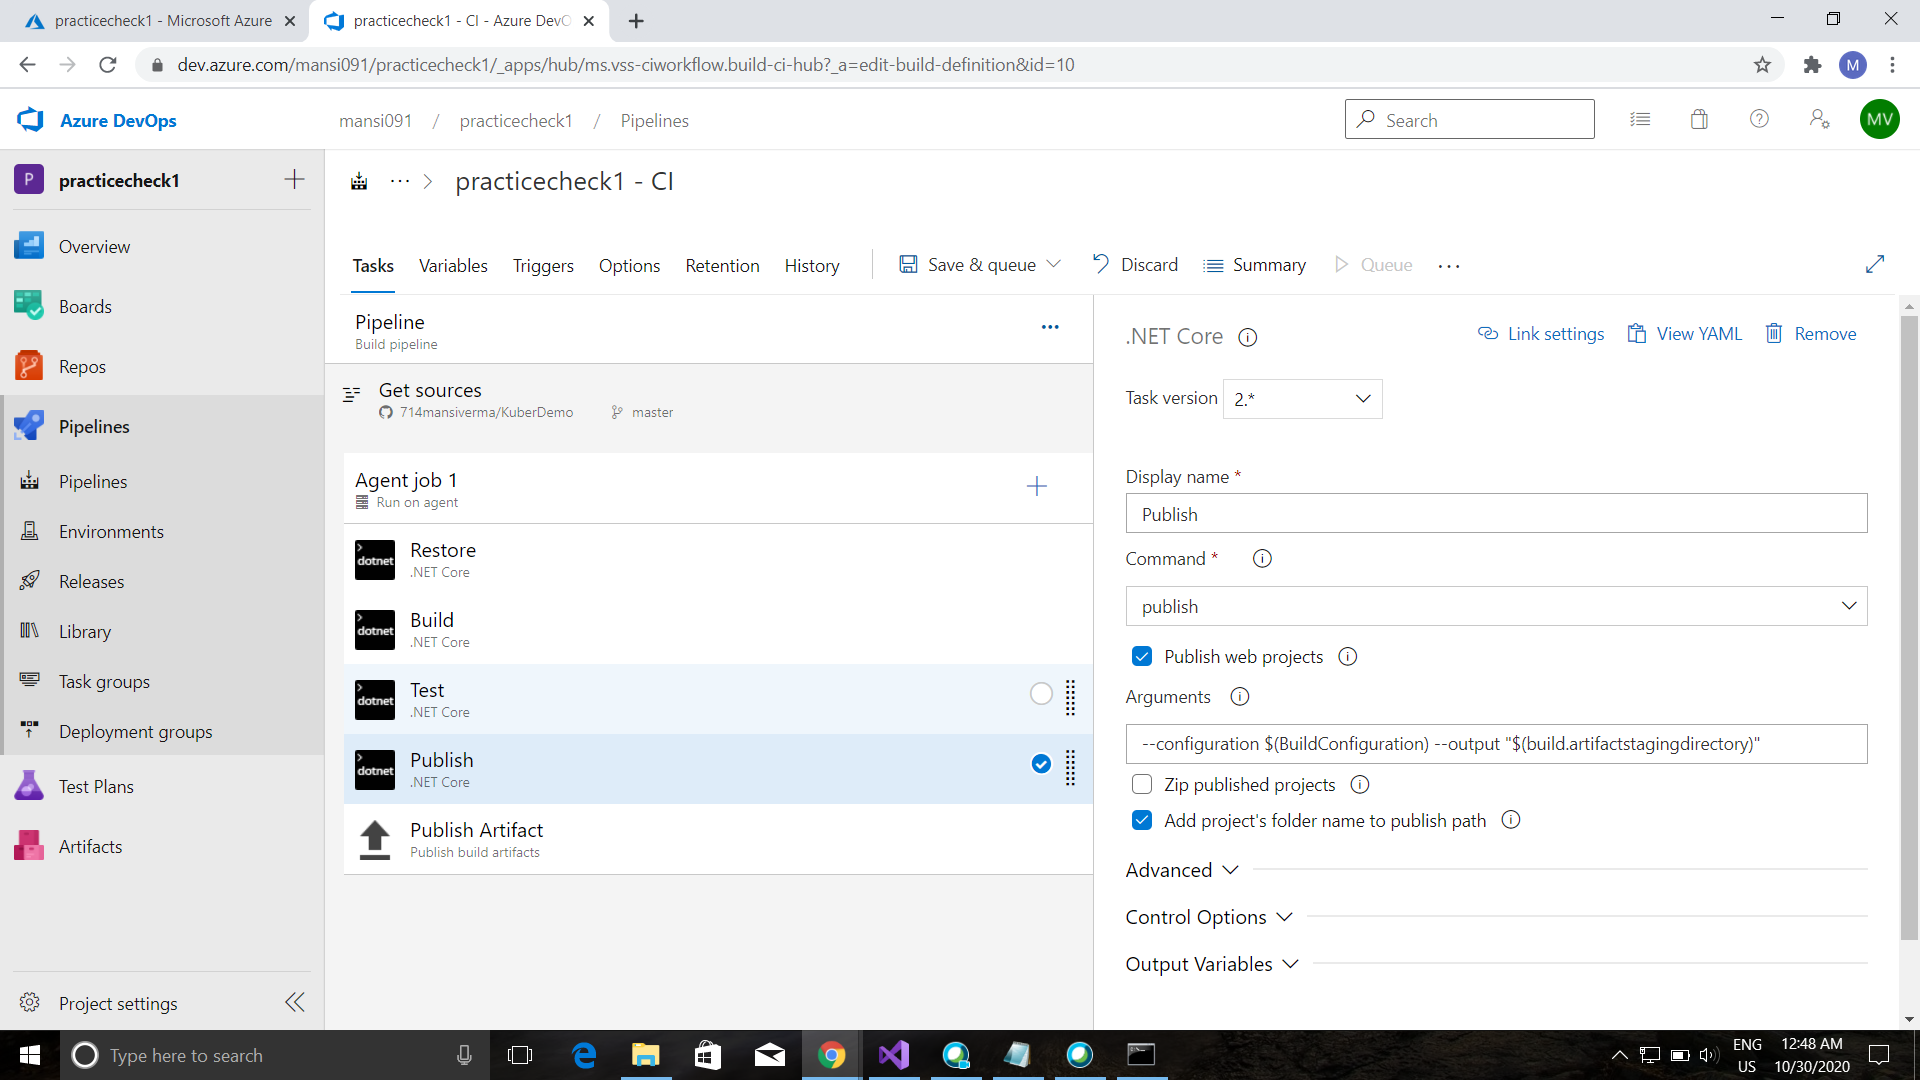 practicecheck1 - Microsoft Azure
practicecheck1 - CI - Azure DevO
dev.azure.com/mansi091/practicecheck1/_apps/hub/ms.vss-ciworkflow.build-ci-hub?_a=edit-build-definition&id=10
M
Azure DevOps
mansi091 / practicecheck1 / Pipelines
Search
MV
P practicecheck1
Overview
Boards
Repos
Pipelines
Pipelines
Environments
Releases
Library
Task groups
Deployment groups
Test Plans
Artifacts
Project settings
practicecheck1 - CI
Tasks Variables Triggers Options Retention History Save & queue Discard Summary Queue
Pipeline
Build pipeline
Get sources
714mansiverma/KuberDemo master
Agent job 1
Run on agent
dotnet
Restore
.NET Core
dotnet
Build
.NET Core
dotnet
Test
.NET Core
dotnet
Publish
.NET Core
Publish Artifact
Publish build artifacts
.NET Core
Link settings View YAML Remove
Task version 2.*
Display name *
Publish
Command *
publish
Publish web projects
Arguments
--configuration $(BuildConfiguration) --output "$(build.artifactstagingdirectory)"
Zip published projects
Add project's folder name to publish path
Advanced
Control Options
Output Variables
Type here to search
ENG
US
12:48 AM
10/30/2020